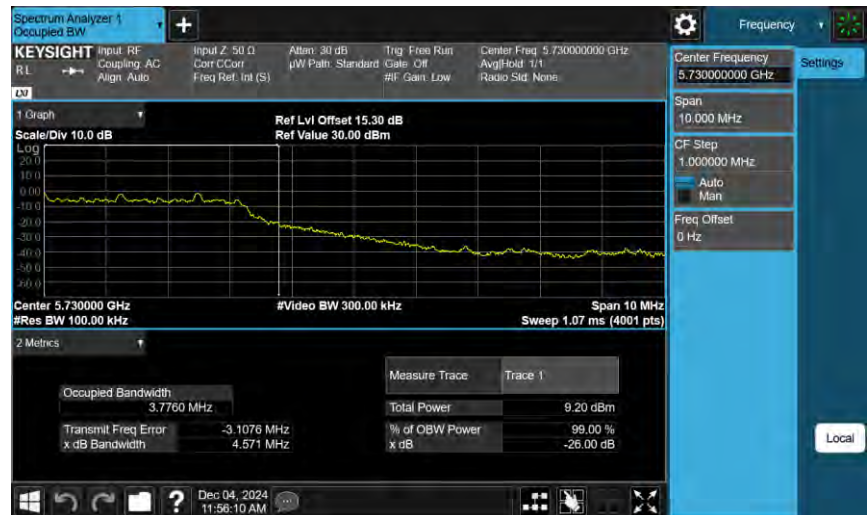 Spectrum Analyzer 1
Occupied BW
+
Frequency
KEYSIGHT
RL
LXI
Input: RF
Coupling: AC
Align: Auto
Input Z: 50 Ω
Corr CCorr
Freq Ref: Int (S)
Atten: 30 dB
µW Path: Standard
Trig: Free Run
Gate: Off
#IF Gain: Low
Center Freq: 5.730000000 GHz
Avg|Hold: 1/1
Radio Std: None
Center Frequency
5.730000000 GHz
Settings
Span
10.000 MHz
CF Step
1.000000 MHz
Auto
Man
Freq Offset
0 Hz
1 Graph
Scale/Div 10.0 dB
Ref Lvl Offset 15.30 dB
Ref Value 30.00 dBm
Log
20.0
10.0
0.00
-10.0
-20.0
-30.0
-40.0
-50.0
-60.0
Center 5.730000 GHz
#Video BW 300.00 kHz
Span 10 MHz
#Res BW 100.00 kHz
Sweep 1.07 ms (4001 pts)
2 Metrics
Measure Trace
Trace 1
Occupied Bandwidth
3.7760 MHz
Total Power
9.20 dBm
Transmit Freq Error
-3.1076 MHz
% of OBW Power
99.00 %
x dB Bandwidth
4.571 MHz
x dB
-26.00 dB
Local
?
Dec 04, 2024
11:56:10 AM